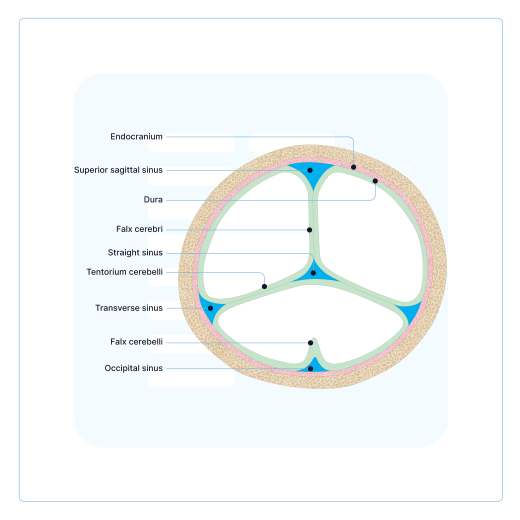 Endocranium
Superior sagittal sinus
Dura
Falx cerebri
Straight sinus
Tentorium cerebelli
Transverse sinus
Falx cerebelli
Occipital sinus